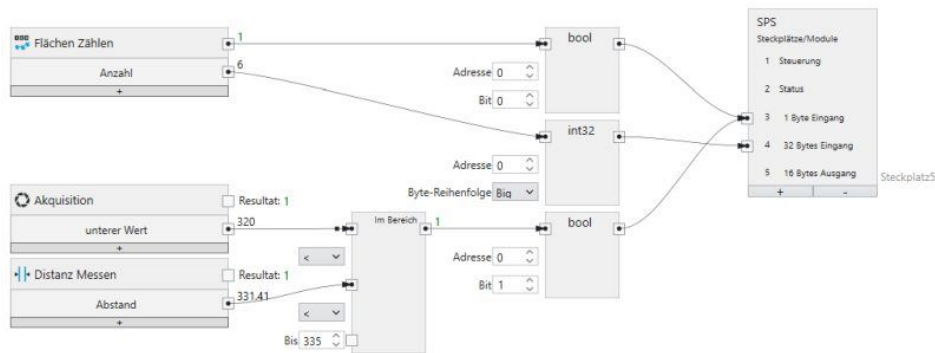 Flächen Zählen
1
Anzahl
6
+
bool
Adresse 0
Bit 0
int32
Adresse 0
Byte-Reihenfolge Big
SPS
Steckplätze/Module
1 Steuerung
2 Status
3 1 Byte Eingang
4 32 Bytes Eingang
5 16 Bytes Ausgang
Steckplatz5
+ -
Akquisition
Resultat: 1
unterer Wert
320
+
Distanz Messen
Resultat: 1
Abstand
331.41
+
Im Bereich
1
<
<
Bis 335
bool
Adresse 0
Bit 1